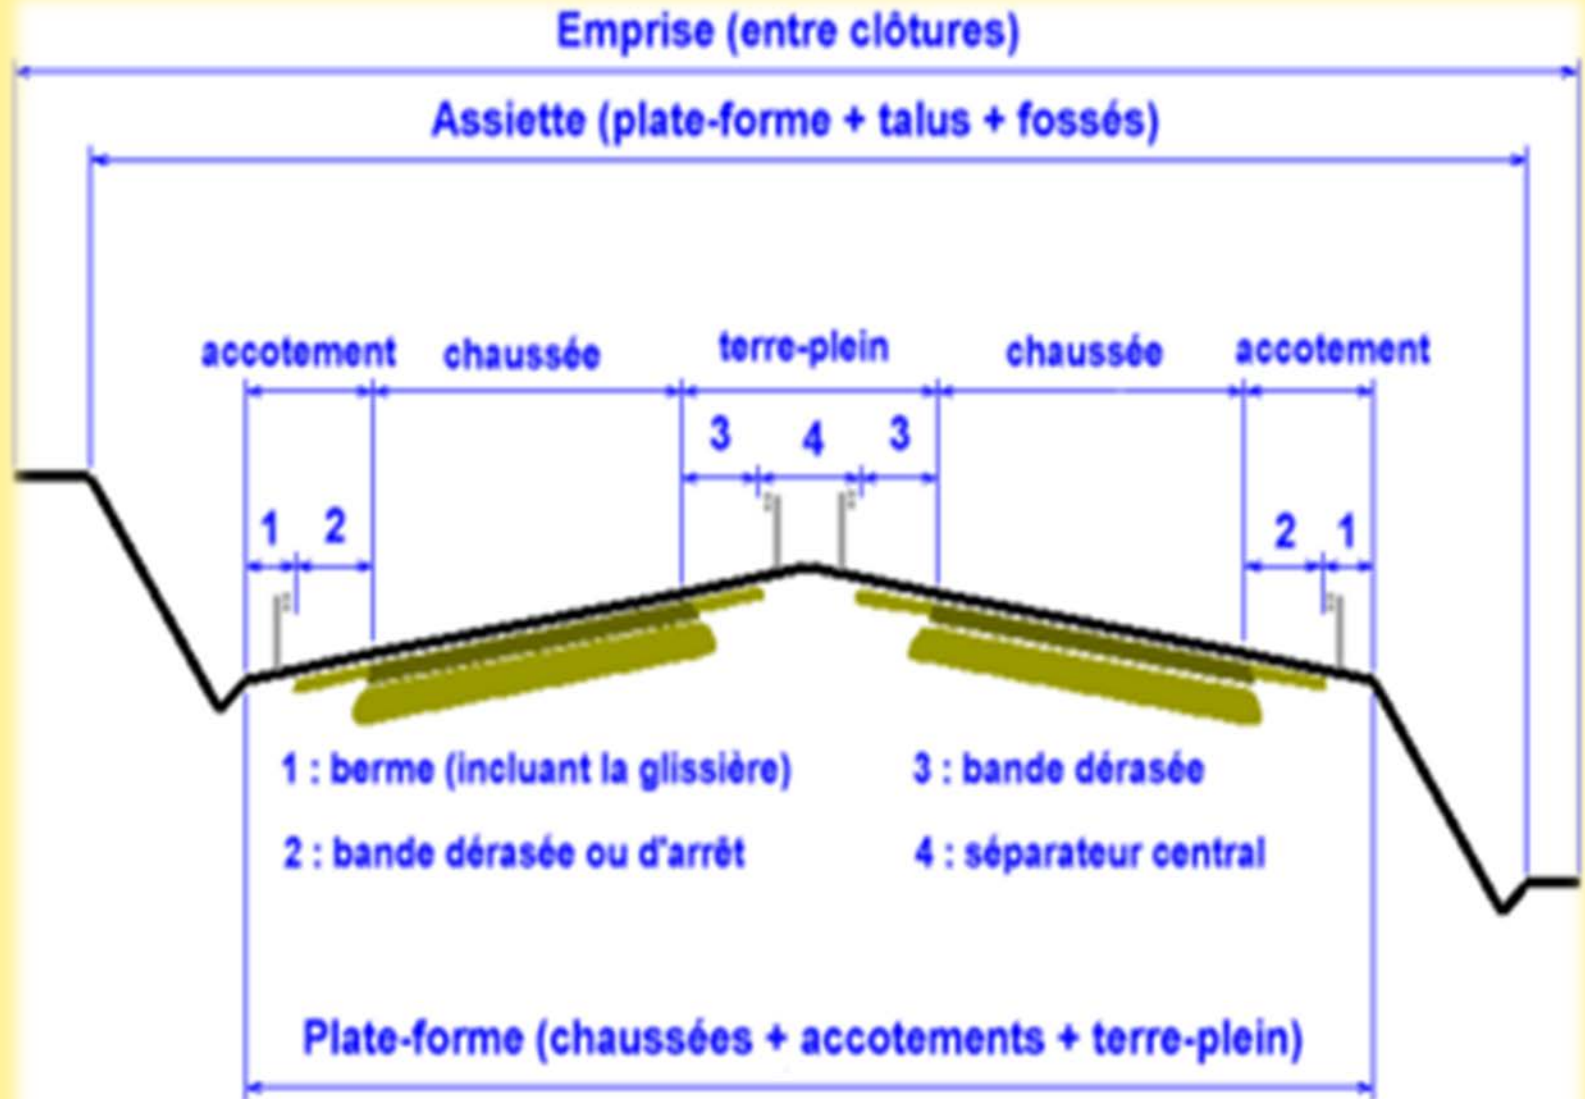 Emprise (entre clôtures)
Assiette (plate-forme + talus + fossés)
accotement chaussée terre-plein chaussée accotement
3 4 3
1 2 2 1
1 : berme (incluant la glissière) 3 : bande dérasée
2 : bande dérasée ou d'arrêt 4 : séparateur central
Plate-forme (chaussées + accotements + terre-plein)